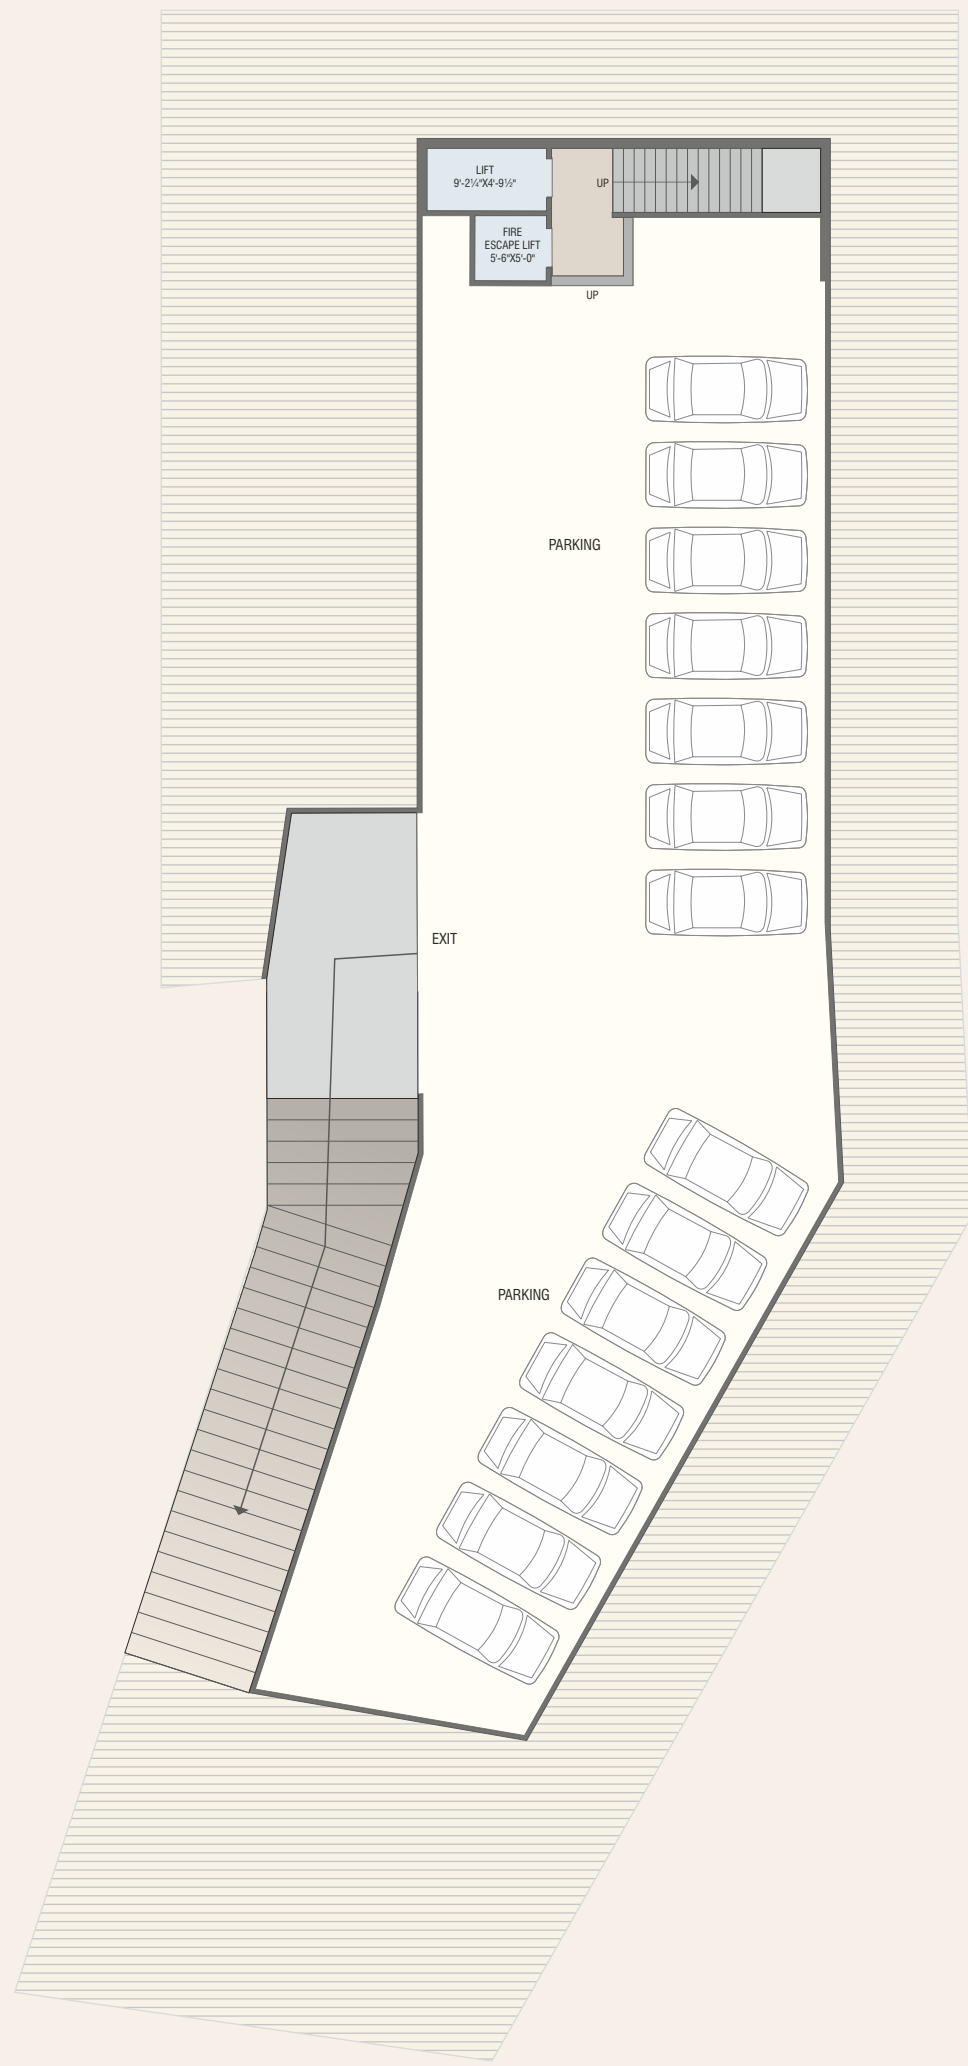 LIFT
9'-2¼"X4'-9½"
UP
FIRE
ESCAPE LIFT
5'-6"X5'-0"
UP
PARKING
EXIT
PARKING